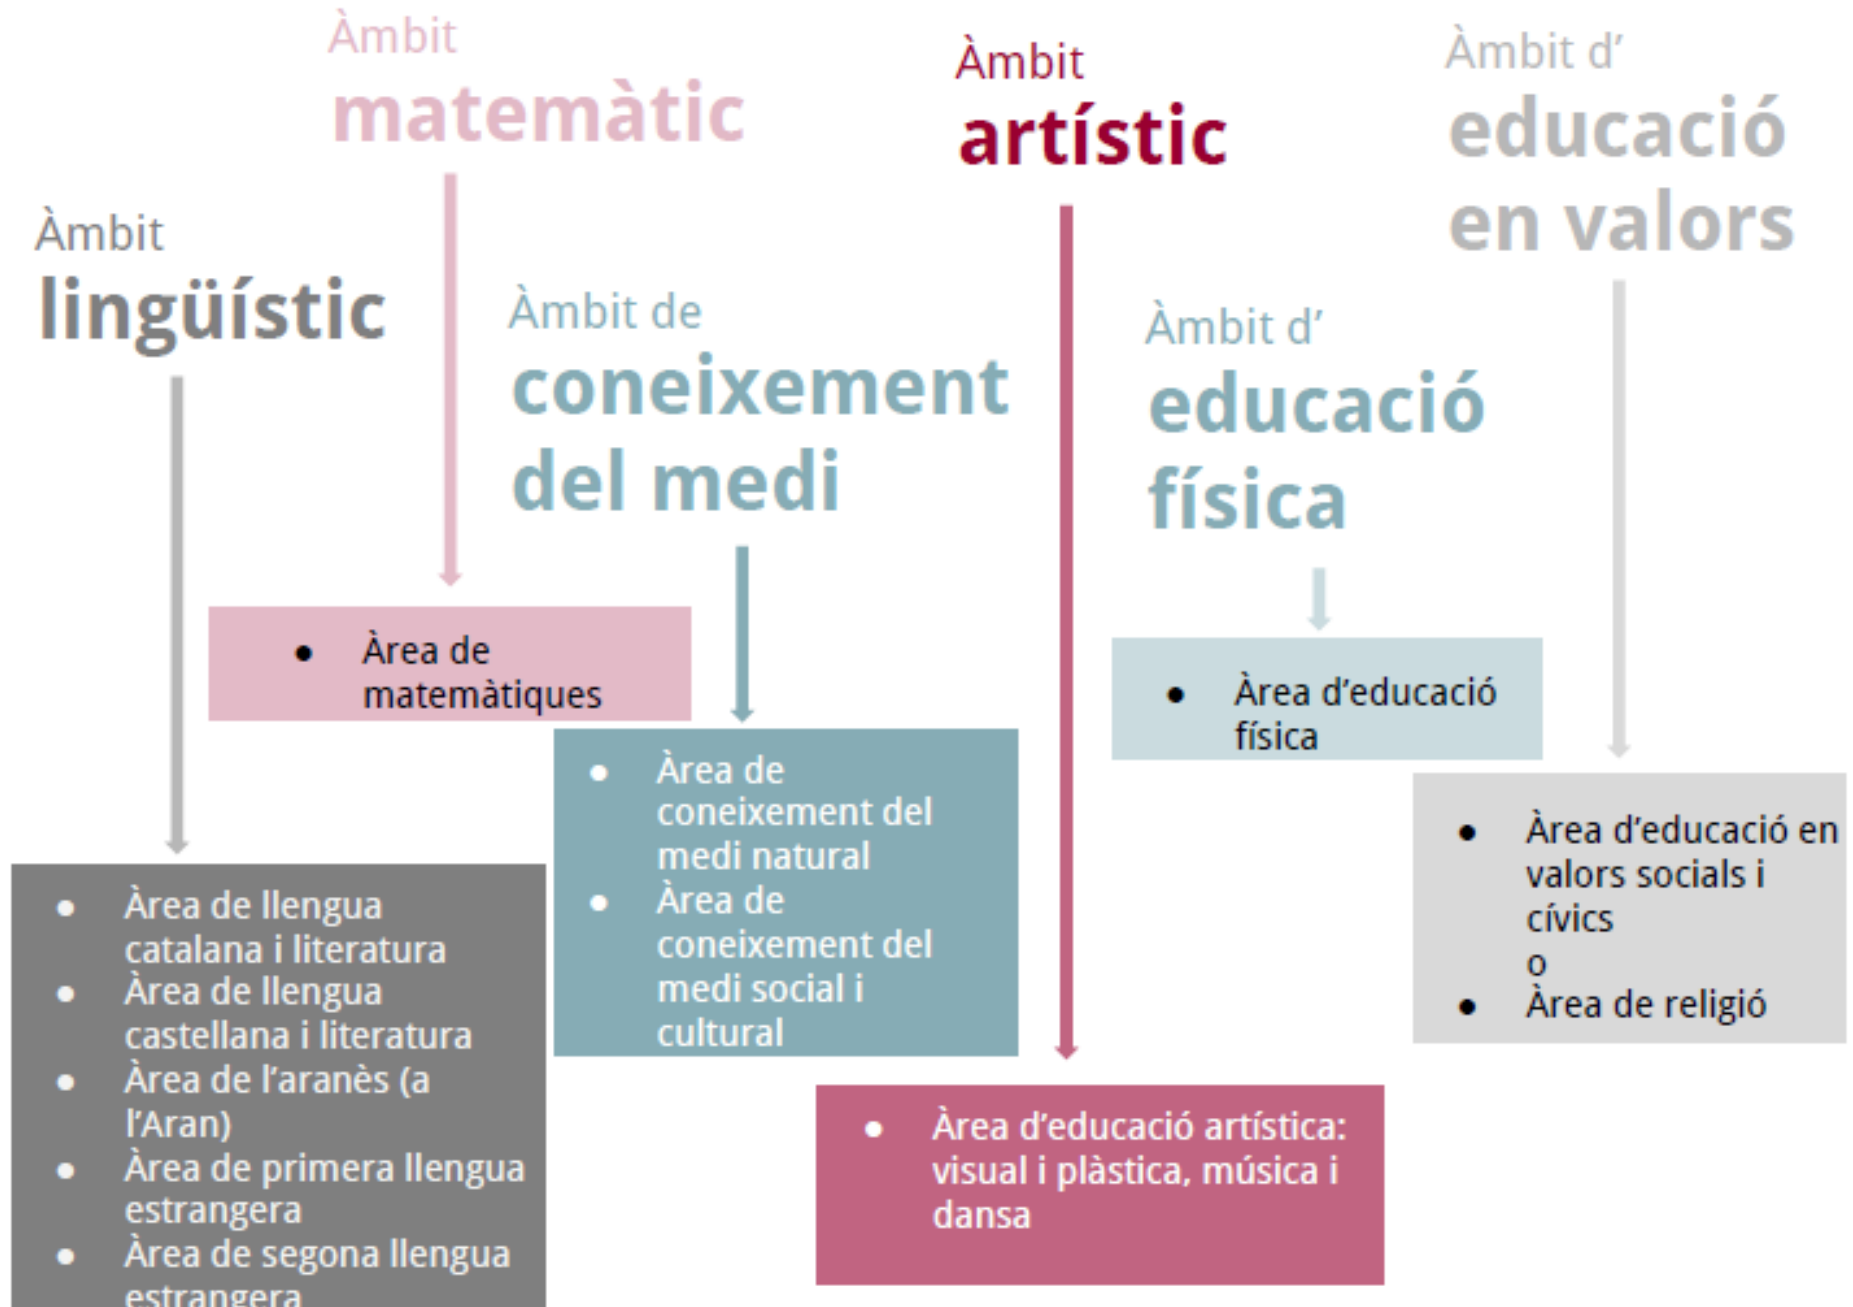 Àmbit
matemàtic
Àmbit
artístic
Àmbit d’
educació
en valors
Àmbit
lingüístic
Àmbit de
coneixement
del medi
Àmbit d’
educació
física
● Àrea de
matemàtiques
● Àrea d’educació
física
● Àrea de
coneixement del
medi natural
● Àrea de
coneixement del
medi social i
cultural
● Àrea d’educació en
valors socials i
cívics
o
● Àrea de religió
● Àrea de llengua
catalana i literatura
● Àrea de llengua
castellana i literatura
● Àrea de l’aranès (a
l’Aran)
● Àrea de primera llengua
estrangera
● Àrea de segona llengua
estrangera
● Àrea d’educació artística:
visual i plàstica, música i
dansa